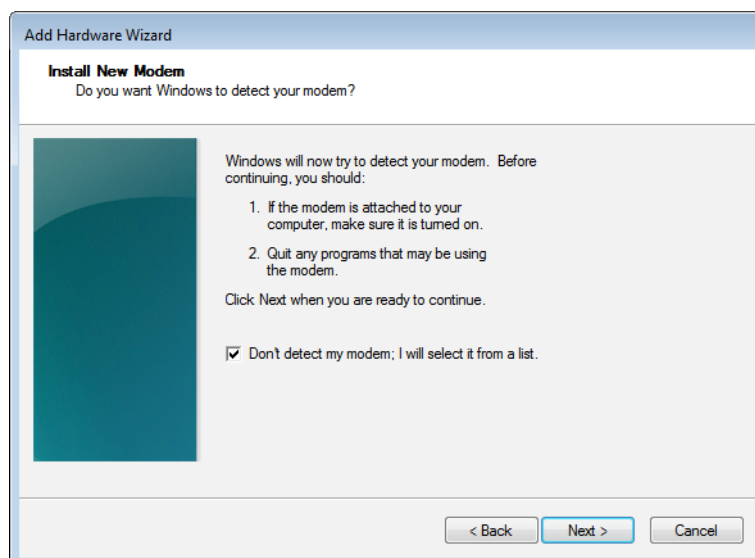 Add Hardware Wizard
Install New Modem
Do you want Windows to detect your modem?
Windows will now try to detect your modem.  Before
continuing, you should:
1. If the modem is attached to your
computer, make sure it is turned on.
2. Quit any programs that may be using
the modem.
Click Next when you are ready to continue.
Don't detect my modem; I will select it from a list.
< Back
Next >
Cancel